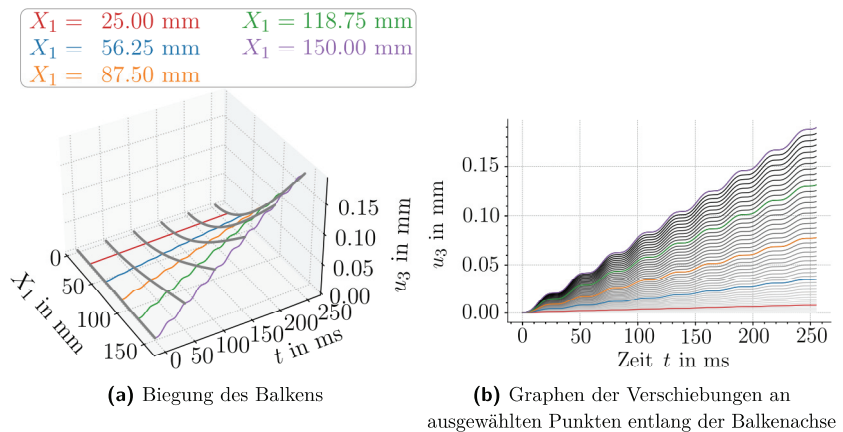 X₁ = 25.00 mm
X₁ = 118.75 mm
X₁ − 56.25 mm
X₁ − 150.00 mm
X₁ = 87.50 mm
0
50
100
150
X₁ in mm
0 50 100 150 200 250
t in ms
0.15
0.10
0.05
0.00
u₃ in mm
0.15
0.10
0.05
0.00
u₃ in mm
0 50 100 150 200 250
Zeit t in ms
(a) Biegung des Balkens
(b) Graphen der Verschiebungen an
ausgewählten Punkten entlang der Balkenachse